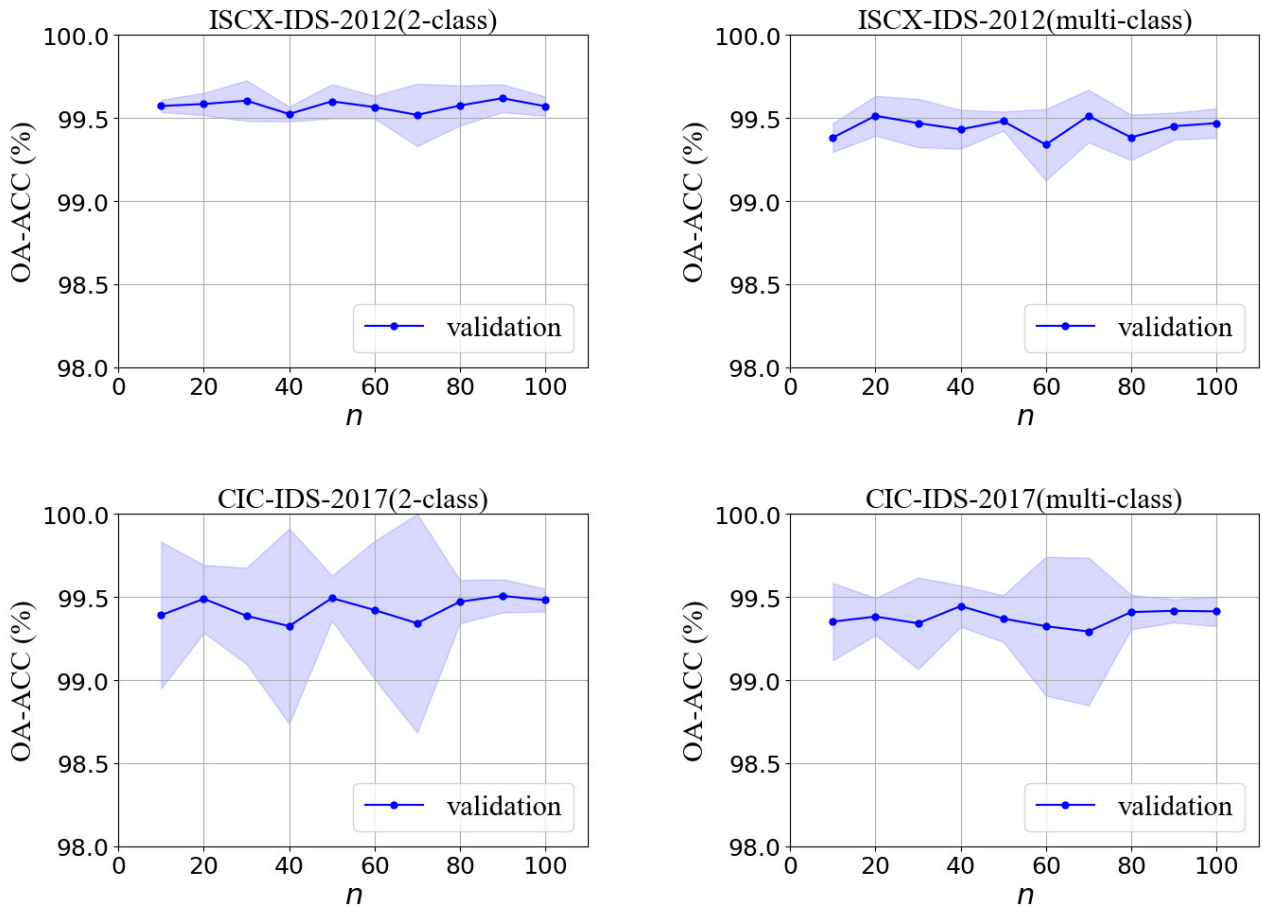 ISCX-IDS-2012(2-class)
100.0
99.5
99.0
98.5
98.0
OA-ACC (%)
validation
0 20 40 60 80 100
n
ISCX-IDS-2012(multi-class)
100.0
99.5
99.0
98.5
98.0
OA-ACC (%)
validation
0 20 40 60 80 100
n
CIC-IDS-2017(2-class)
100.0
99.5
99.0
98.5
98.0
OA-ACC (%)
validation
0 20 40 60 80 100
n
CIC-IDS-2017(multi-class)
100.0
99.5
99.0
98.5
98.0
OA-ACC (%)
validation
0 20 40 60 80 100
n